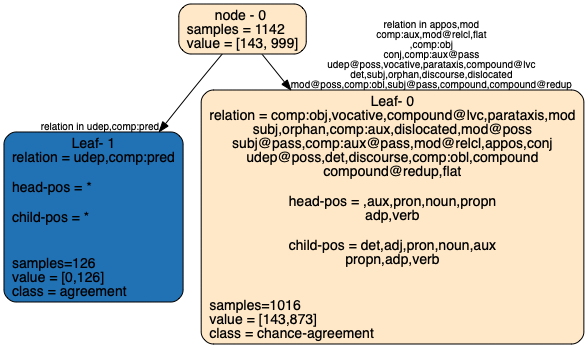 node - 0
samples = 1142
value = [143, 999]
relation in appos,mod
comp:aux,mod@relcl,flat
,comp:obj
conj,comp:aux@pass
udep@poss,vocative,parataxis,compound@lvc
det,subj,orphan,discourse,dislocated
mod@poss,comp:obl,subj@pass,compound,compound@redup
relation in udep,comp:pred
Leaf- 1
relation = udep,comp:pred
head-pos = *
child-pos = *
samples=126
value = [0,126]
class = agreement
Leaf- 0
relation = comp:obj,vocative,compound@lvc,parataxis,mod
subj,orphan,comp:aux,dislocated,mod@poss
subj@pass,comp:aux@pass,mod@relcl,appos,conj
udep@poss,det,discourse,comp:obl,compound
compound@redup,flat
head-pos = ,aux,pron,noun,propn
adp,verb
child-pos = det,adj,pron,noun,aux
propn,adp,verb
samples=1016
value = [143,873]
class = chance-agreement